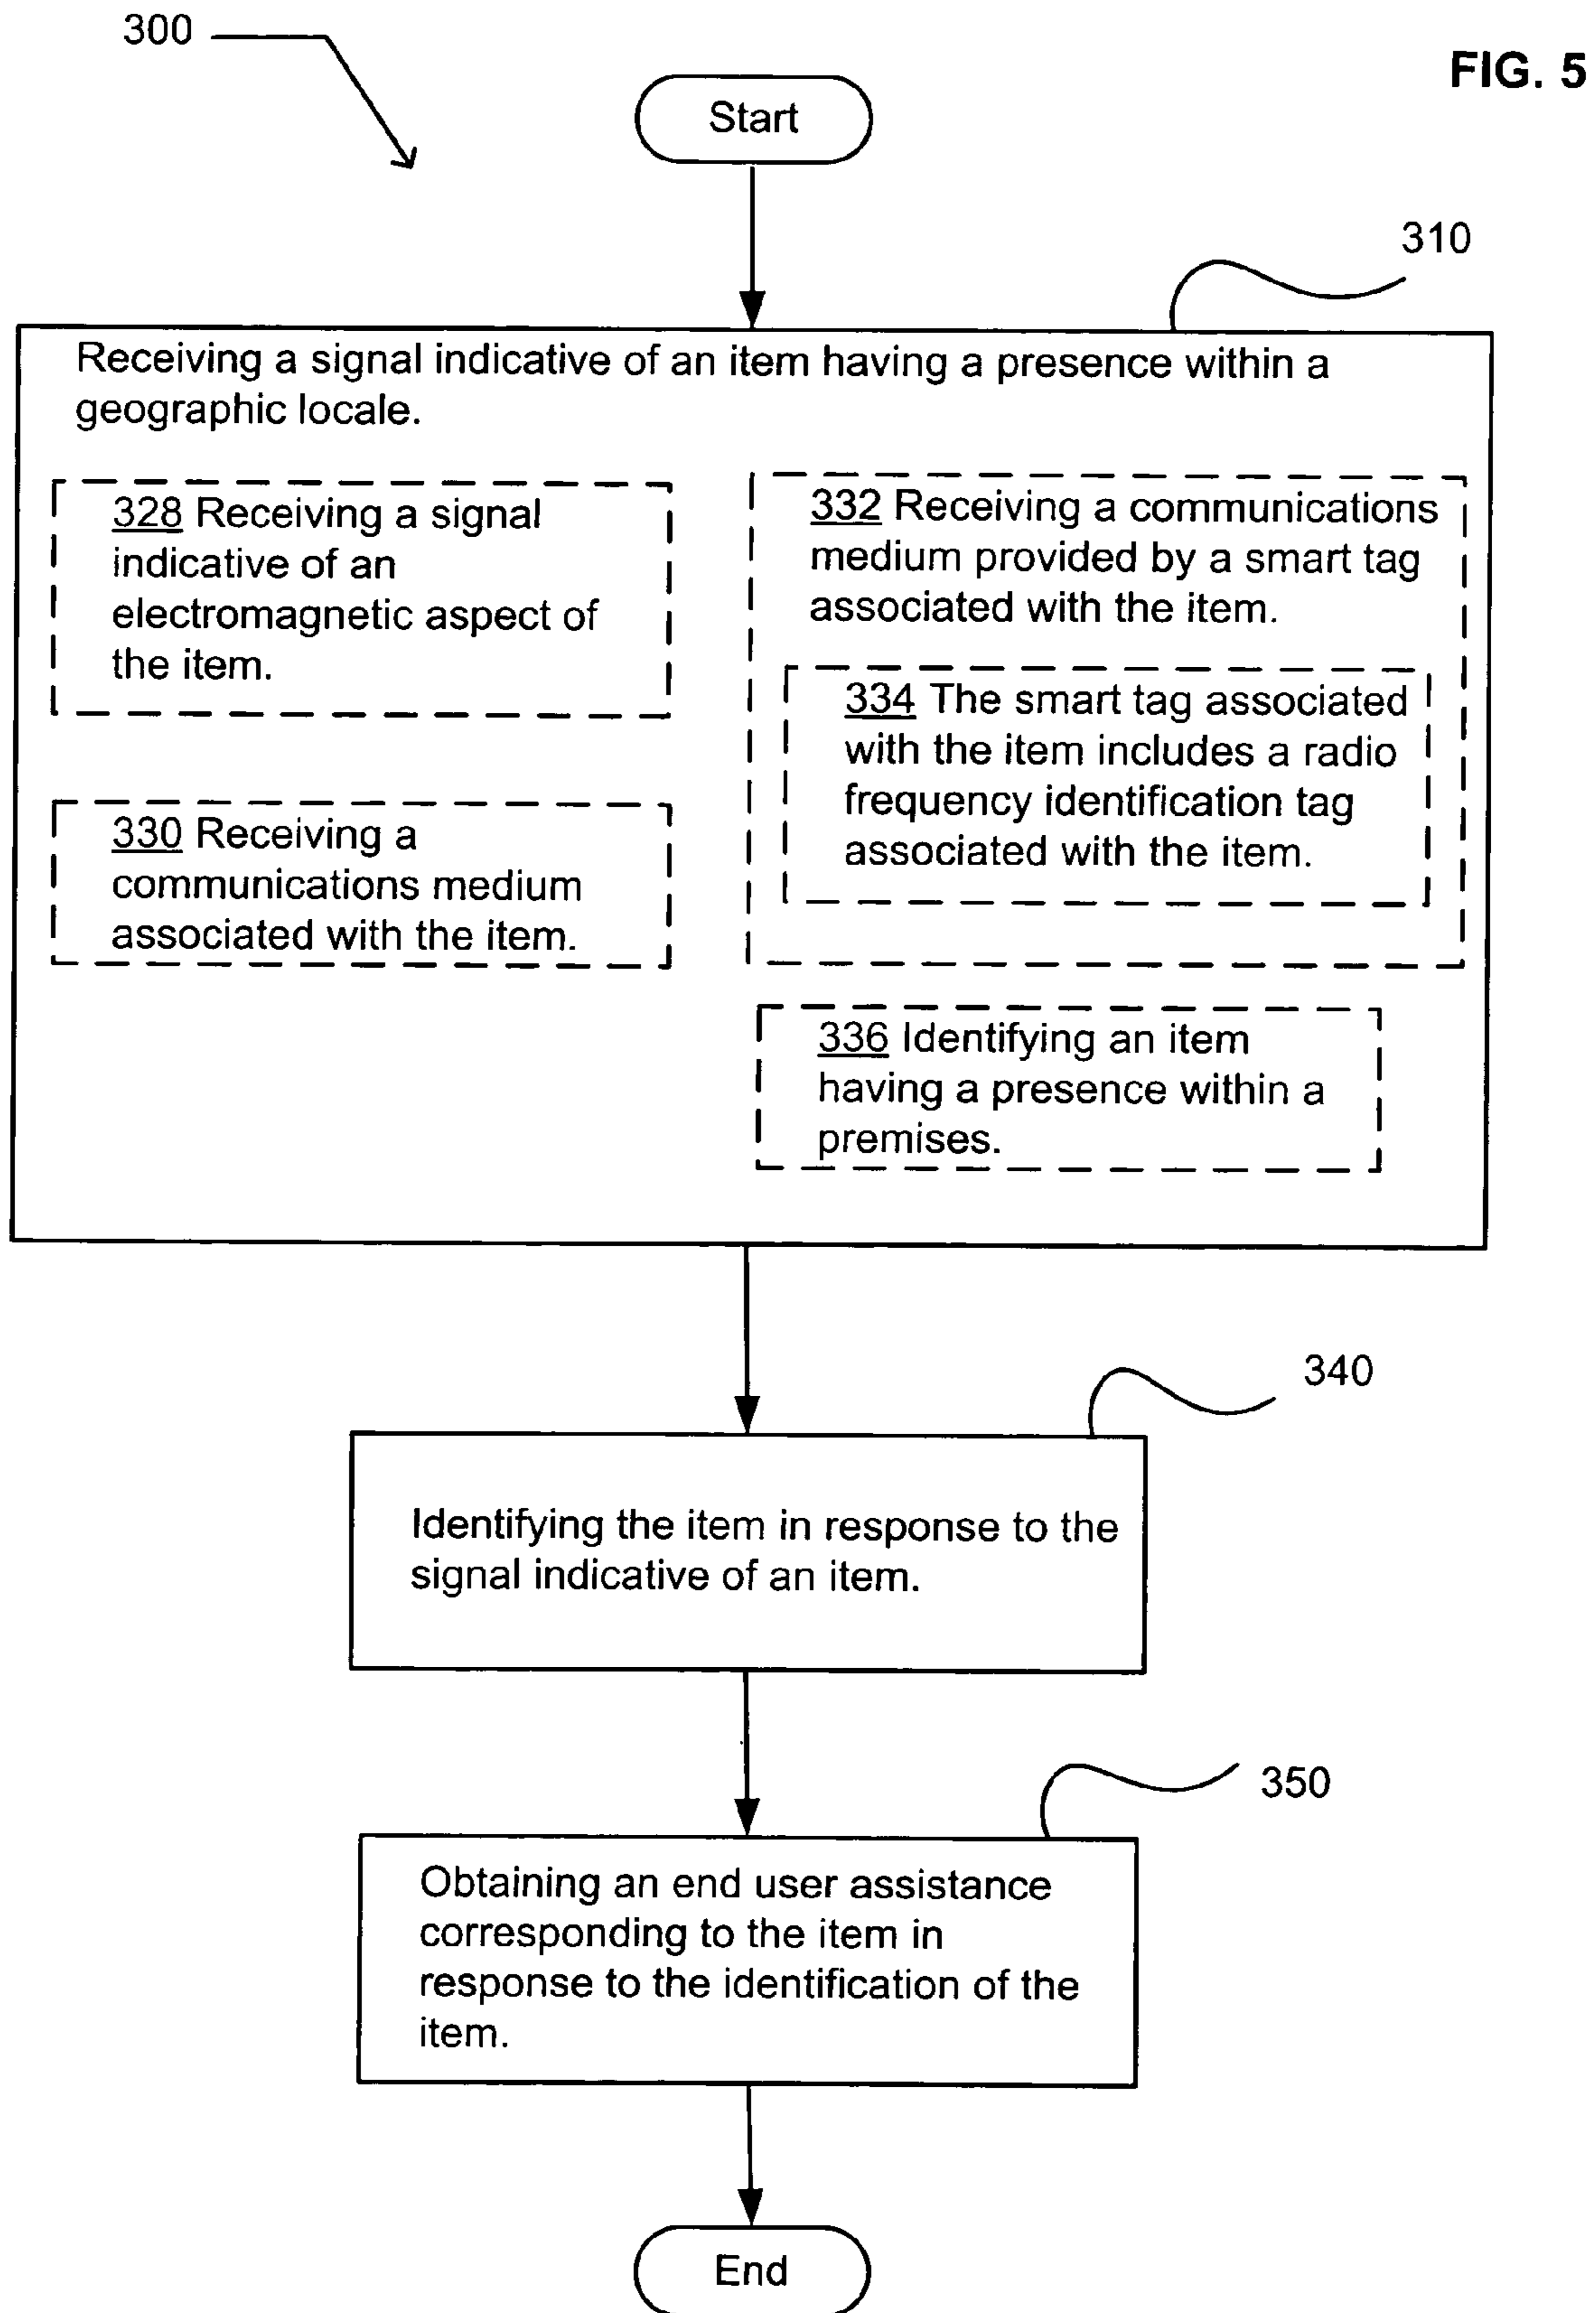 300
FIG. 5
Start
310
Receiving a signal indicative of an item having a presence within a
geographic locale.
328 Receiving a signal
indicative of an
electromagnetic aspect of
the item.
330 Receiving a
communications medium
associated with the item.
332 Receiving a communications
medium provided by a smart tag
associated with the item.
334 The smart tag associated
with the item includes a radio
frequency identification tag
associated with the item.
336 Identifying an item
having a presence within a
premises.
340
Identifying the item in response to the
signal indicative of an item.
350
Obtaining an end user assistance
corresponding to the item in
response to the identification of the
item.
End